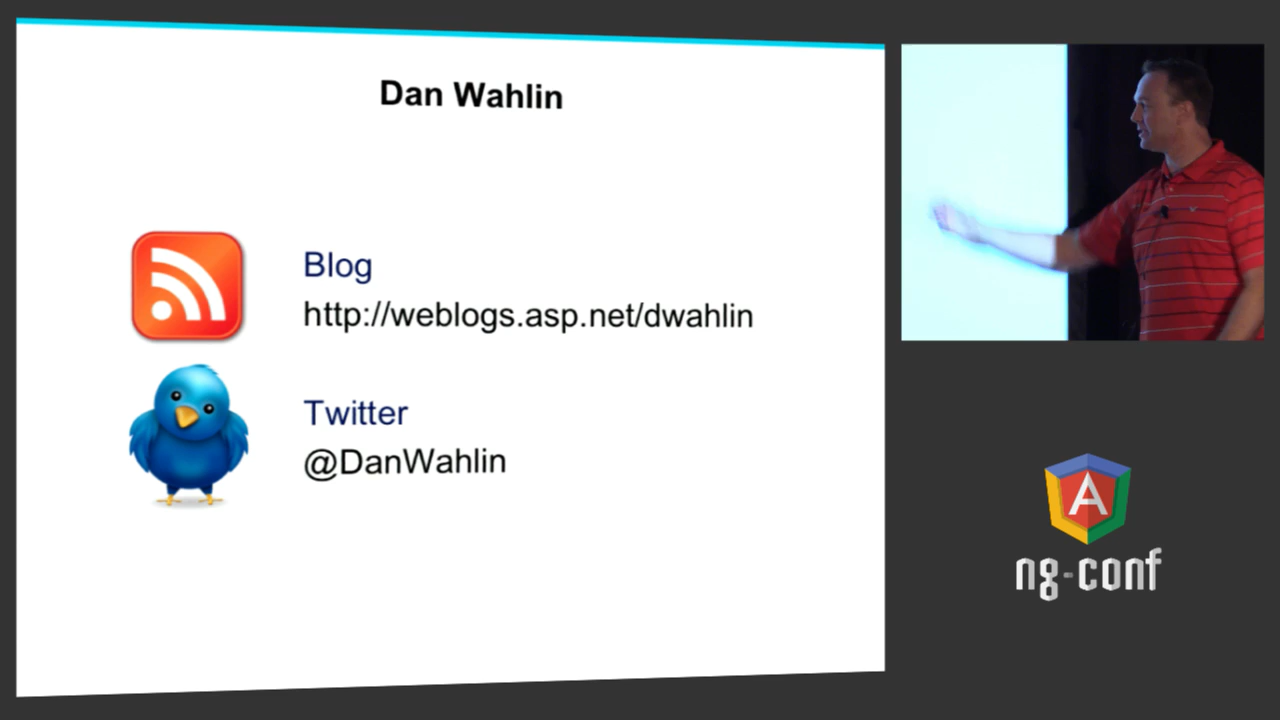 Dan Wahlin
Blog
http://weblogs.asp.net/dwahlin
Twitter
@DanWahlin
A
ng-conf